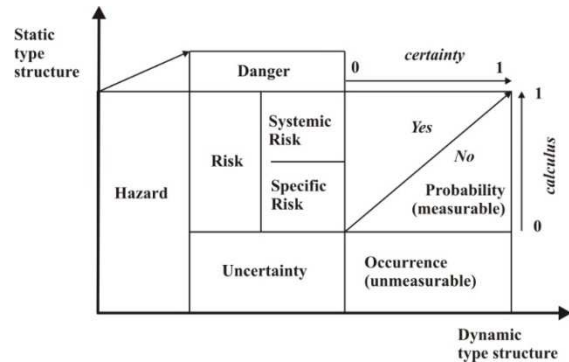 Static
type
structure
Danger
0
certainty
1
1
Systemic
Risk
Yes
No
Risk
Hazard
Specific
Risk
Probability
(measurable)
calculus
0
Uncertainty
Occurrence
(unmeasurable)
Dynamic
type structure